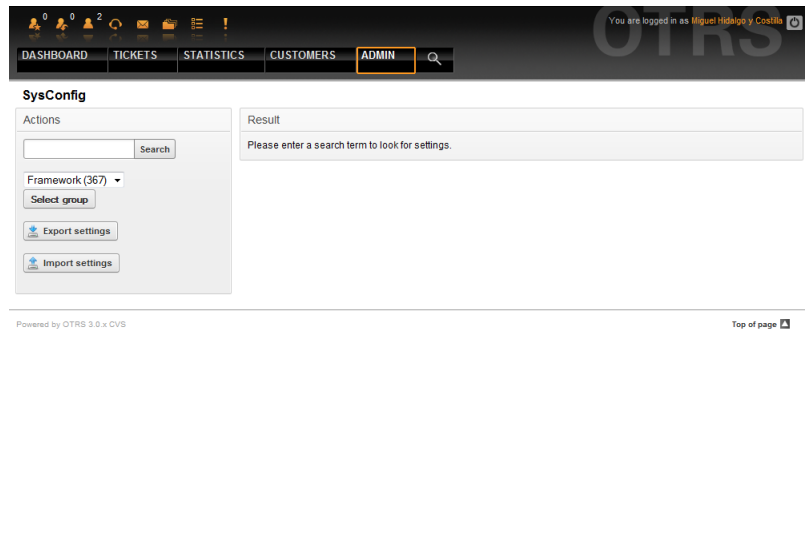 0 0 2
You are logged in as Miguel Hidalgo y Costilla
OTRS
DASHBOARD TICKETS STATISTICS CUSTOMERS ADMIN
SysConfig
Actions
Search
Framework (367)
Select group
Export settings
Import settings
Result
Please enter a search term to look for settings.
Powered by OTRS 3.0.x CVS
Top of page